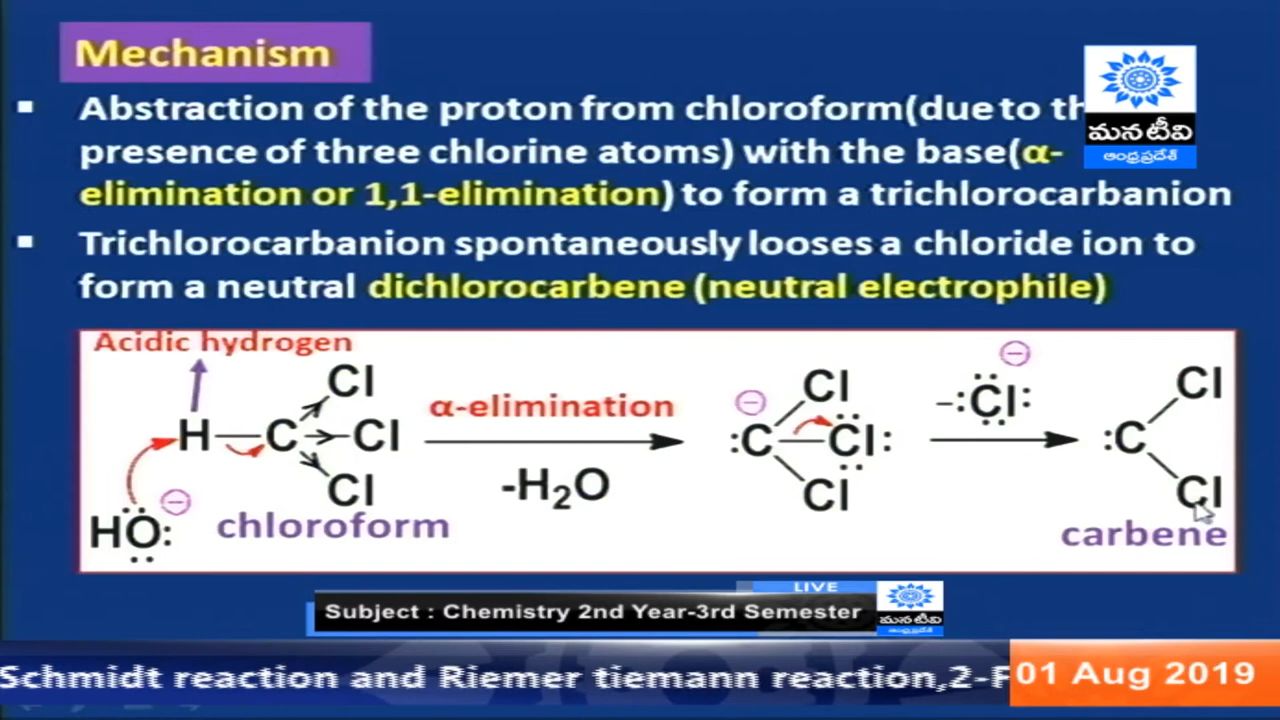 Mechanism
▪ Abstraction of the proton from chloroform(due to th
మన టీవి
ఆంధ్రప్రదేశ్
presence of three chlorine atoms) with the base(α-
elimination or 1,1-elimination) to form a trichlorocarbanion
▪ Trichlorocarbanion spontaneously looses a chloride ion to
form a neutral dichlorocarbene (neutral electrophile)
Acidic hydrogen
H—C Cl Cl Cl
α-elimination
-H₂O
HÖ: ⊖
chloroform
⊖ :C Cl Cl: Cl
–:Cl: ⊖
:C Cl Cl
carbene
LIVE
Subject : Chemistry 2nd Year-3rd Semester
మన టీవి
ఆంధ్రప్రదేశ్
Schmidt reaction and Riemer tiemann reaction,2-
01 Aug 2019